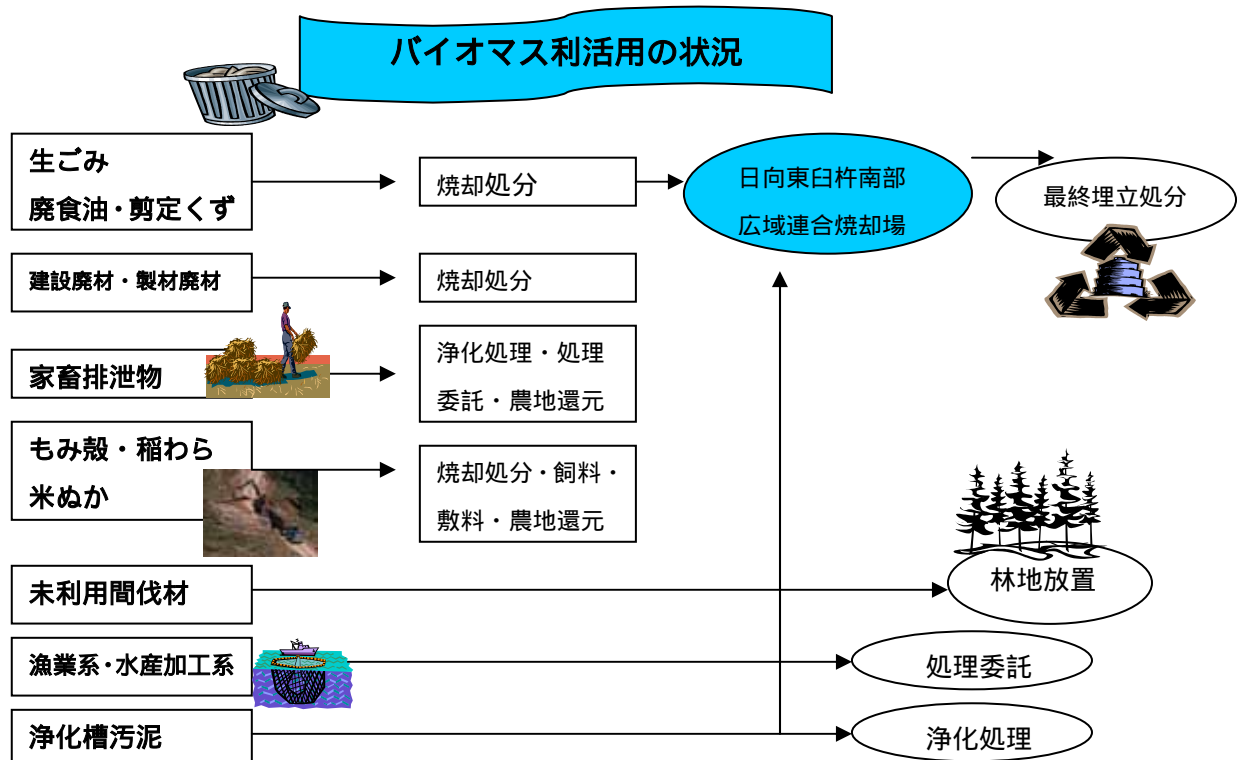 バイオマス利活用の状況
生ごみ
廃食油・剪定くず
焼却処分
日向東臼杵南部
広域連合焼却場
最終埋立処分
建設廃材・製材廃材
焼却処分
家畜排泄物
浄化処理・処理
委託・農地還元
もみ殻・稲わら
米ぬか
焼却処分・飼料・
敷料・農地還元
未利用間伐材
林地放置
漁業系・水産加工系
処理委託
浄化槽汚泥
浄化処理